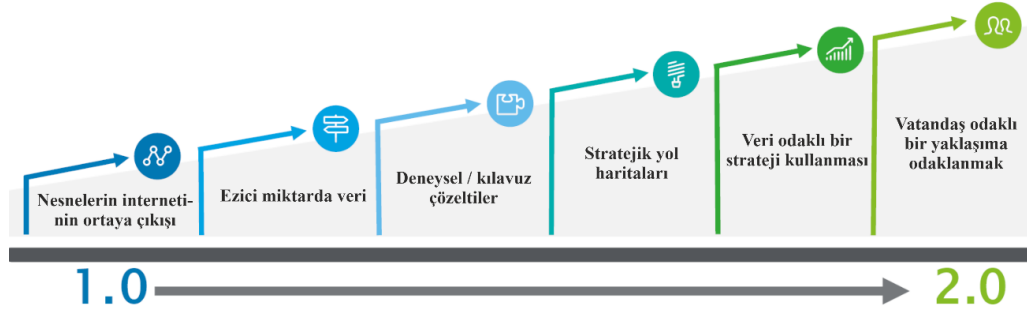 Nesnelerin interneti-
nin ortaya çıkışı
Ezici miktarda veri
Deneysel / kılavuz
çözeltiler
Stratejik yol
haritaları
Veri odaklı bir
strateji kullanması
Vatandaş odaklı
bir yaklaşıma
odaklanmak
1.0
2.0